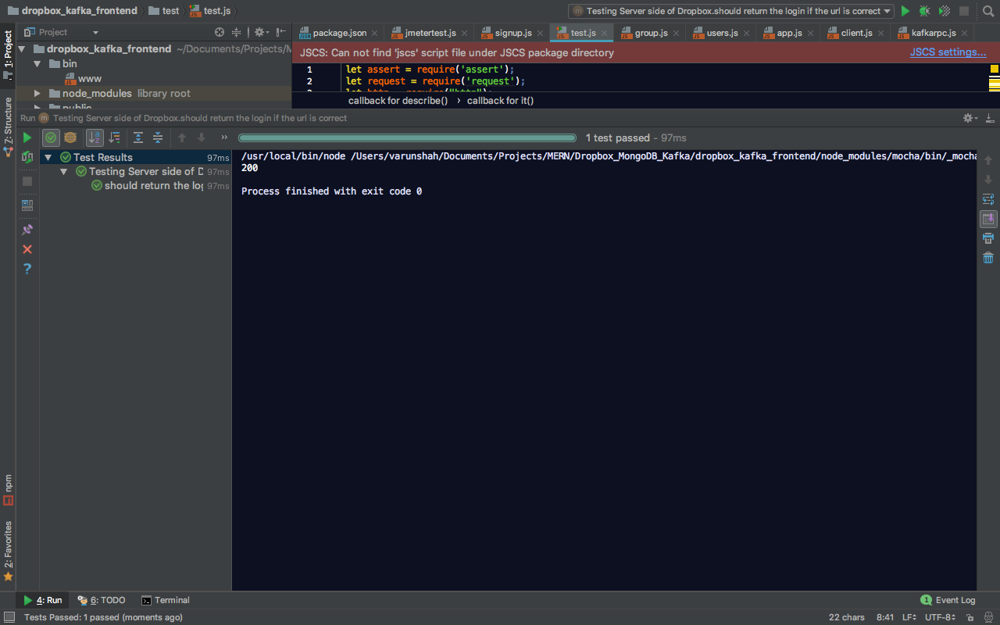 dropbox_kafka_frontend test test.js
Testing Server side of Dropbox.should return the login if the url is correct
1: Project
Z: Structure
npm
2: Favorites
Project
package.json jmetertest.js signup.js test.js group.js users.js app.js client.js kafkarpc.js
dropbox_kafka_frontend ~/Documents/Projects/M
bin
www
node_modules library root
JSCS: Can not find 'jscs' script file under JSCS package directory JSCS settings...
1 let assert = require('assert');
2 let request = require('request');
callback for describe() › callback for it()
Run Testing Server side of Dropbox.should return the login if the url is correct
1 test passed - 97ms
Test Results 97ms
Testing Server side of D 97ms
should return the log 97ms
/usr/local/bin/node /Users/varunshah/Documents/Projects/MERN/Dropbox_MongoDB_Kafka/dropbox_kafka_frontend/node_modules/mocha/bin/_mocha
200
Process finished with exit code 0
4: Run 6: TODO Terminal 1 Event Log
Tests Passed: 1 passed (moments ago) 22 chars 8:41 LF UTF-8